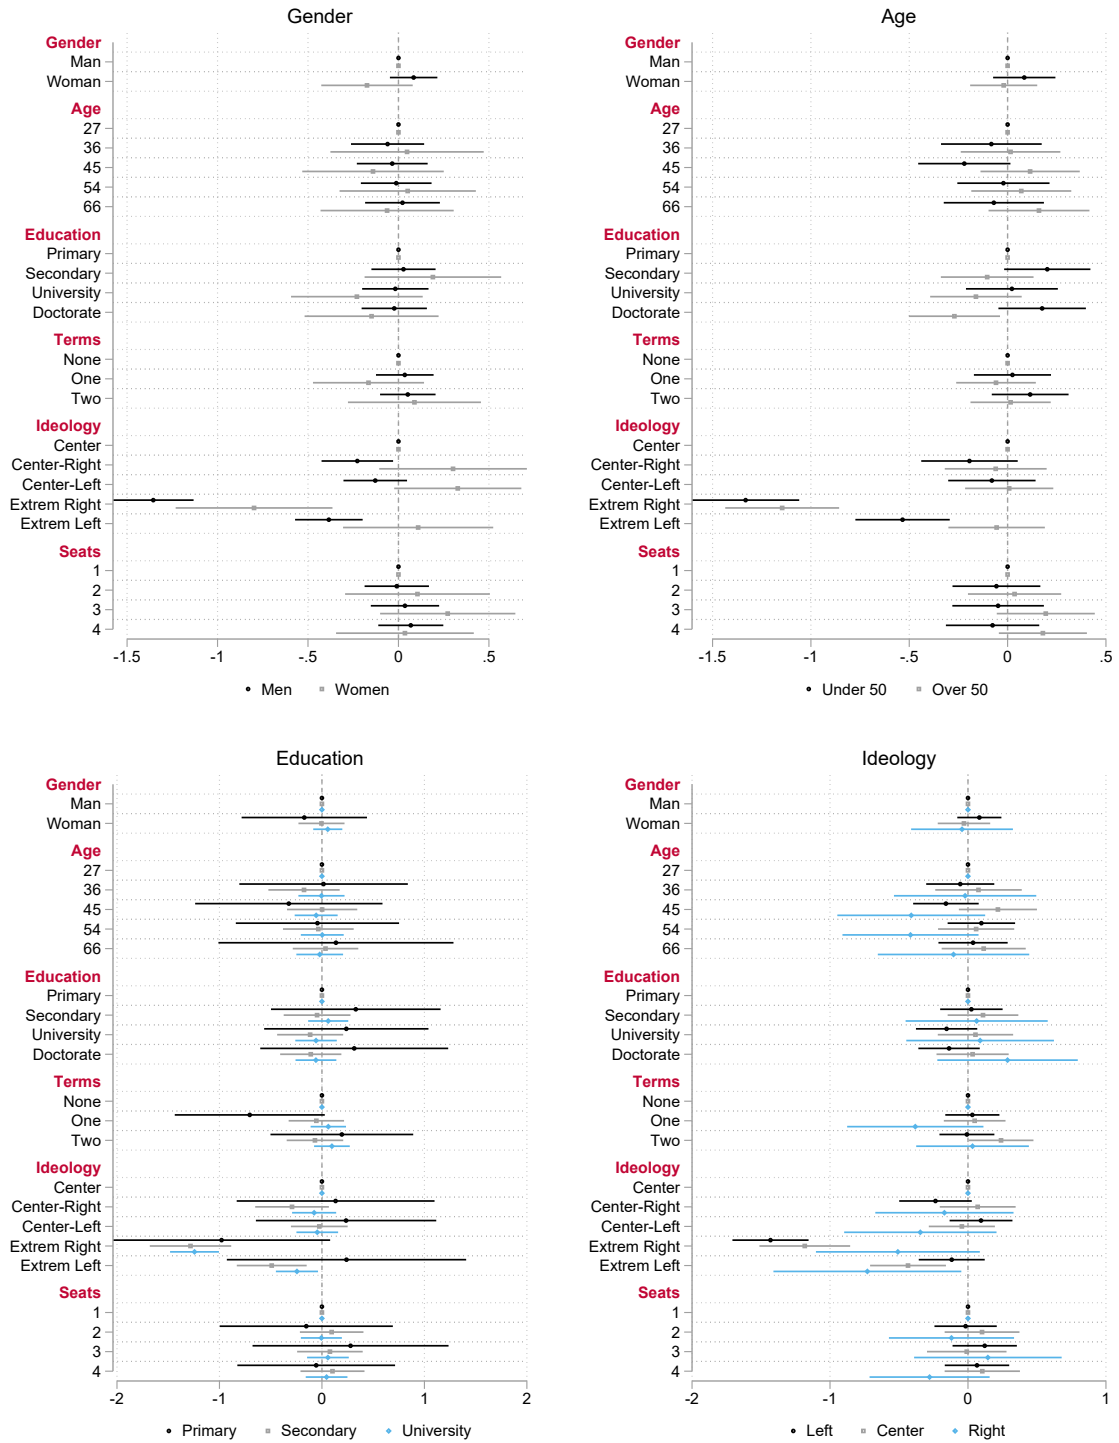 Gender
Gender
Man
Woman
Age
27
36
45
54
66
Education
Primary
Secondary
University
Doctorate
Terms
None
One
Two
Ideology
Center
Center-Right
Center-Left
Extrem Right
Extrem Left
Seats
1
2
3
4
-1.5 -1 -.5 0 .5
Men Women
Age
Gender
Man
Woman
Age
27
36
45
54
66
Education
Primary
Secondary
University
Doctorate
Terms
None
One
Two
Ideology
Center
Center-Right
Center-Left
Extrem Right
Extrem Left
Seats
1
2
3
4
-1.5 -1 -.5 0 .5
Under 50 Over 50
Education
Gender
Man
Woman
Age
27
36
45
54
66
Education
Primary
Secondary
University
Doctorate
Terms
None
One
Two
Ideology
Center
Center-Right
Center-Left
Extrem Right
Extrem Left
Seats
1
2
3
4
-2 -1 0 1 2
Primary Secondary University
Ideology
Gender
Man
Woman
Age
27
36
45
54
66
Education
Primary
Secondary
University
Doctorate
Terms
None
One
Two
Ideology
Center
Center-Right
Center-Left
Extrem Right
Extrem Left
Seats
1
2
3
4
-2 -1 0 1
Left Center Right